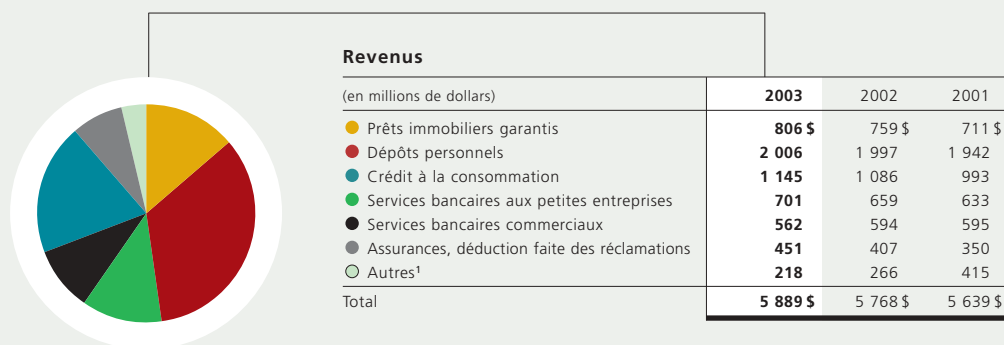 Revenus
(en millions de dollars) 2003 2002 2001
Prêts immobiliers garantis 806 $ 759 $ 711 $
Dépôts personnels 2 006 1 997 1 942
Crédit à la consommation 1 145 1 086 993
Services bancaires aux petites entreprises 701 659 633
Services bancaires commerciaux 562 594 595
Assurances, déduction faite des réclamations 451 407 350
Autres¹ 218 266 415
Total 5 889 $ 5 768 $ 5 639 $